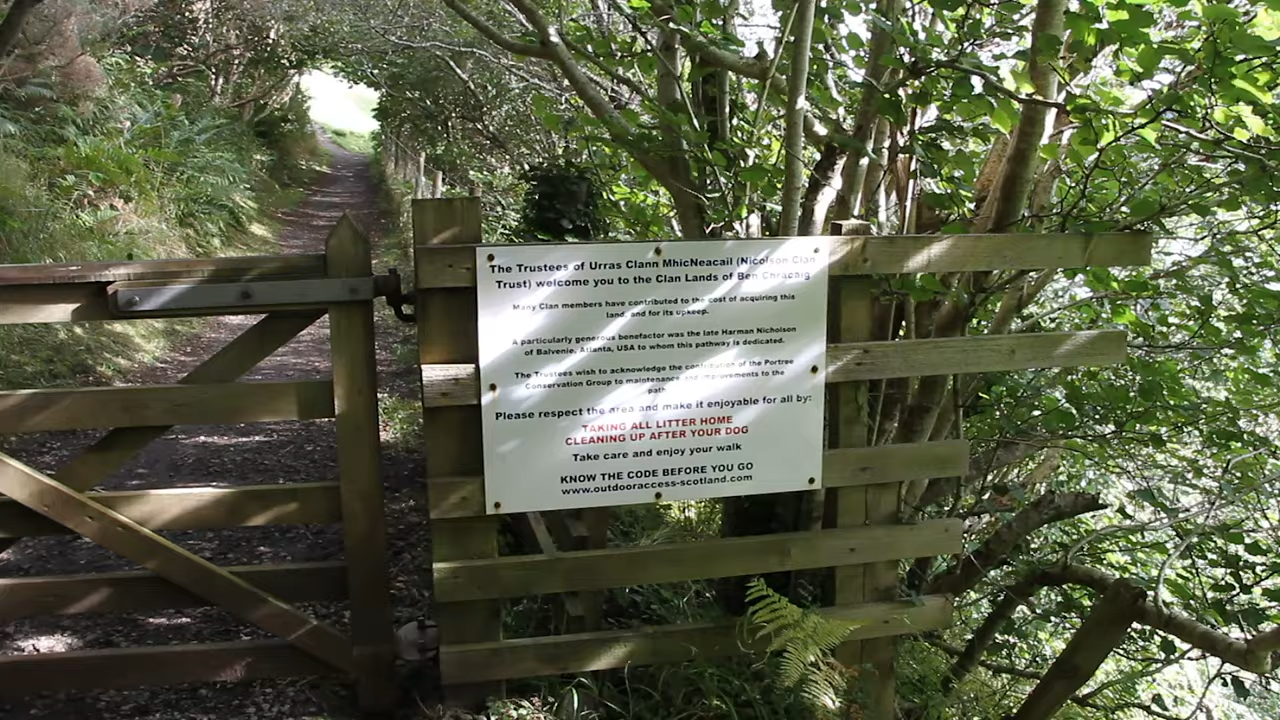 The Trustees of Urras Clann MhicNeacail (Nicolson Clan
Trust) welcome you to the Clan Lands of Ben Chracaig
Many Clan members have contributed to the cost of acquiring this
land, and for its upkeep.
A particularly generous benefactor was the late Harman Nicholson
of Balvenie, Atlanta, USA to whom this pathway is dedicated.
The Trustees wish to acknowledge the contribution of the Portree
Conservation Group to maintenance and improvements to the
path
Please respect the area and make it enjoyable for all by:
TAKING ALL LITTER HOME
CLEANING UP AFTER YOUR DOG
Take care and enjoy your walk
KNOW THE CODE BEFORE YOU GO
www.outdooraccess-scotland.com